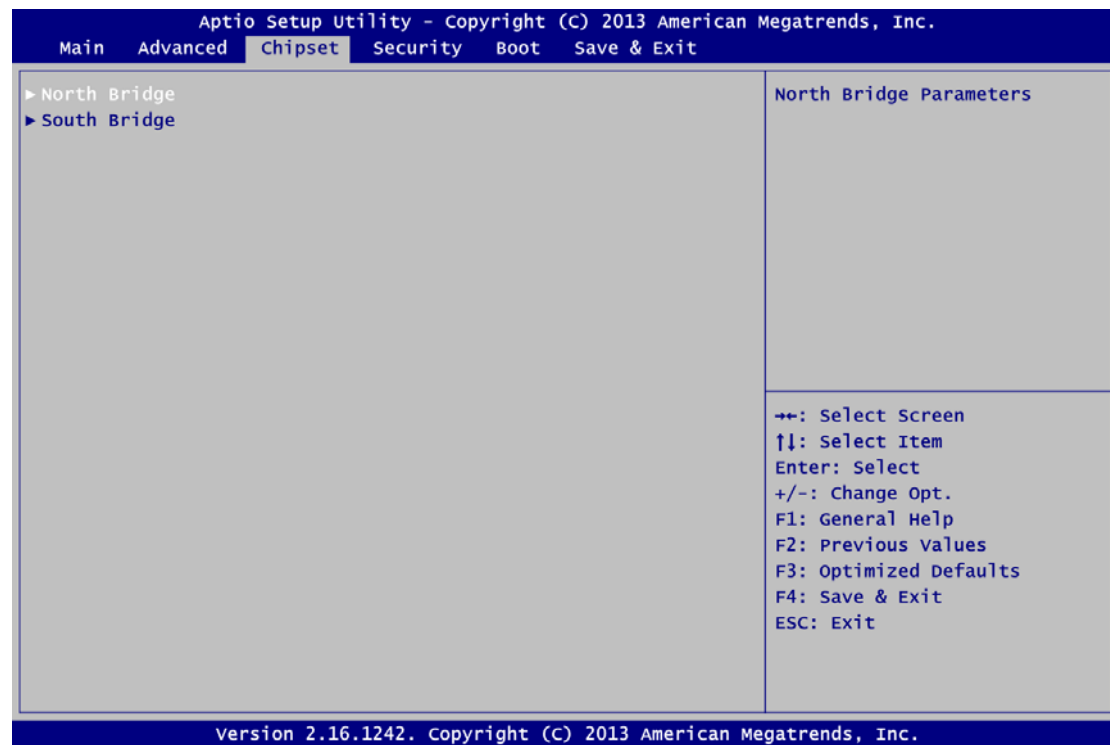 Aptio Setup Utility – Copyright (C) 2013 American Megatrends, Inc.
Main Advanced Chipset Security Boot Save & Exit
►North Bridge
►South Bridge
North Bridge Parameters
→←: Select Screen
↑↓: Select Item
Enter: Select
+/-: Change Opt.
F1: General Help
F2: Previous Values
F3: Optimized Defaults
F4: Save & Exit
ESC: Exit
Version 2.16.1242. Copyright (C) 2013 American Megatrends, Inc.